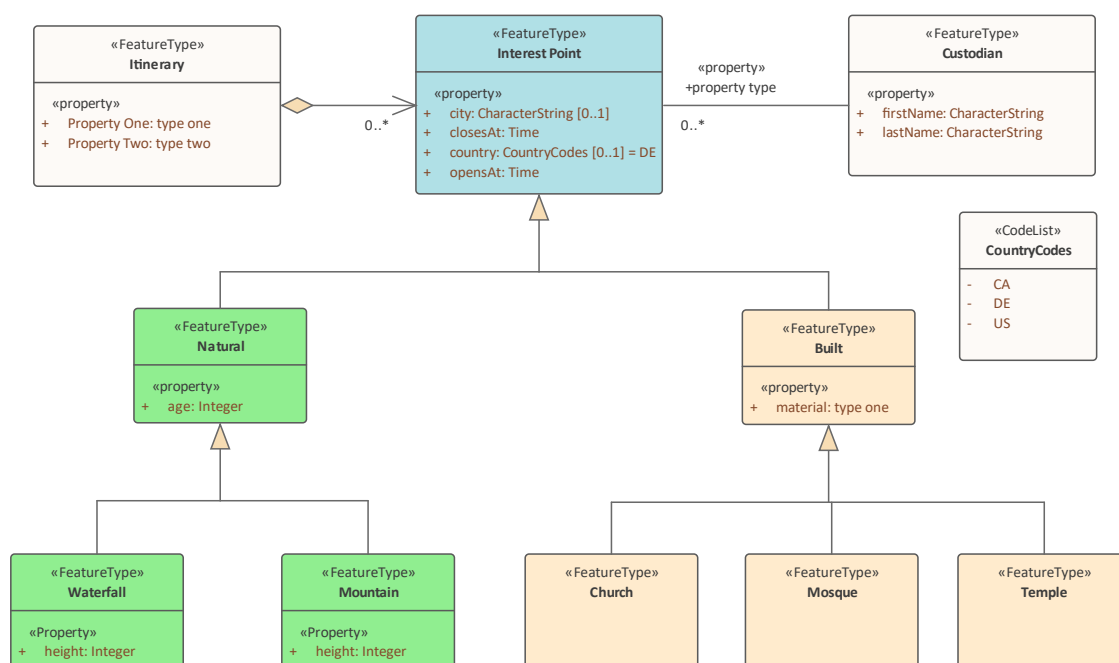 «FeatureType»
Itinerary
«property»
+ Property One: type one
+ Property Two: type two
0..*
«FeatureType»
Interest Point
«property»
+ city: CharacterString [0..1]
+ closesAt: Time
+ country: CountryCodes [0..1] = DE
+ opensAt: Time
«property»
+property type
0..*
«FeatureType»
Custodian
«property»
+ firstName: CharacterString
+ lastName: CharacterString
«CodeList»
CountryCodes
- CA
- DE
- US
«FeatureType»
Natural
«property»
+ age: Integer
«FeatureType»
Built
«property»
+ material: type one
«FeatureType»
Waterfall
«Property»
+ height: Integer
«FeatureType»
Mountain
«Property»
+ height: Integer
«FeatureType»
Church
«FeatureType»
Mosque
«FeatureType»
Temple